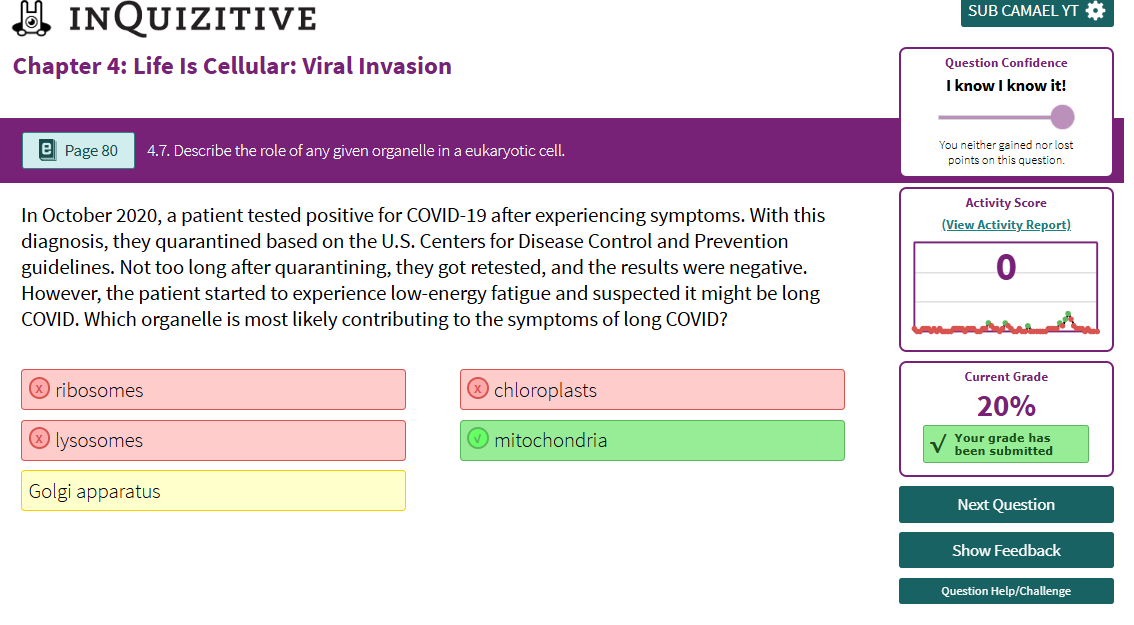 INQUIZITIVE
SUB CAMAEL YT
Chapter 4: Life Is Cellular: Viral Invasion
Question Confidence
I know I know it!
You neither gained nor lost
points on this question.
Page 80
4.7. Describe the role of any given organelle in a eukaryotic cell.
In October 2020, a patient tested positive for COVID-19 after experiencing symptoms. With this
diagnosis, they quarantined based on the U.S. Centers for Disease Control and Prevention
guidelines. Not too long after quarantining, they got retested, and the results were negative.
However, the patient started to experience low-energy fatigue and suspected it might be long
COVID. Which organelle is most likely contributing to the symptoms of long COVID?
ribosomes
chloroplasts
lysosomes
mitochondria
Golgi apparatus
Activity Score
(View Activity Report)
0
Current Grade
20%
Your grade has
been submitted
Next Question
Show Feedback
Question Help/Challenge